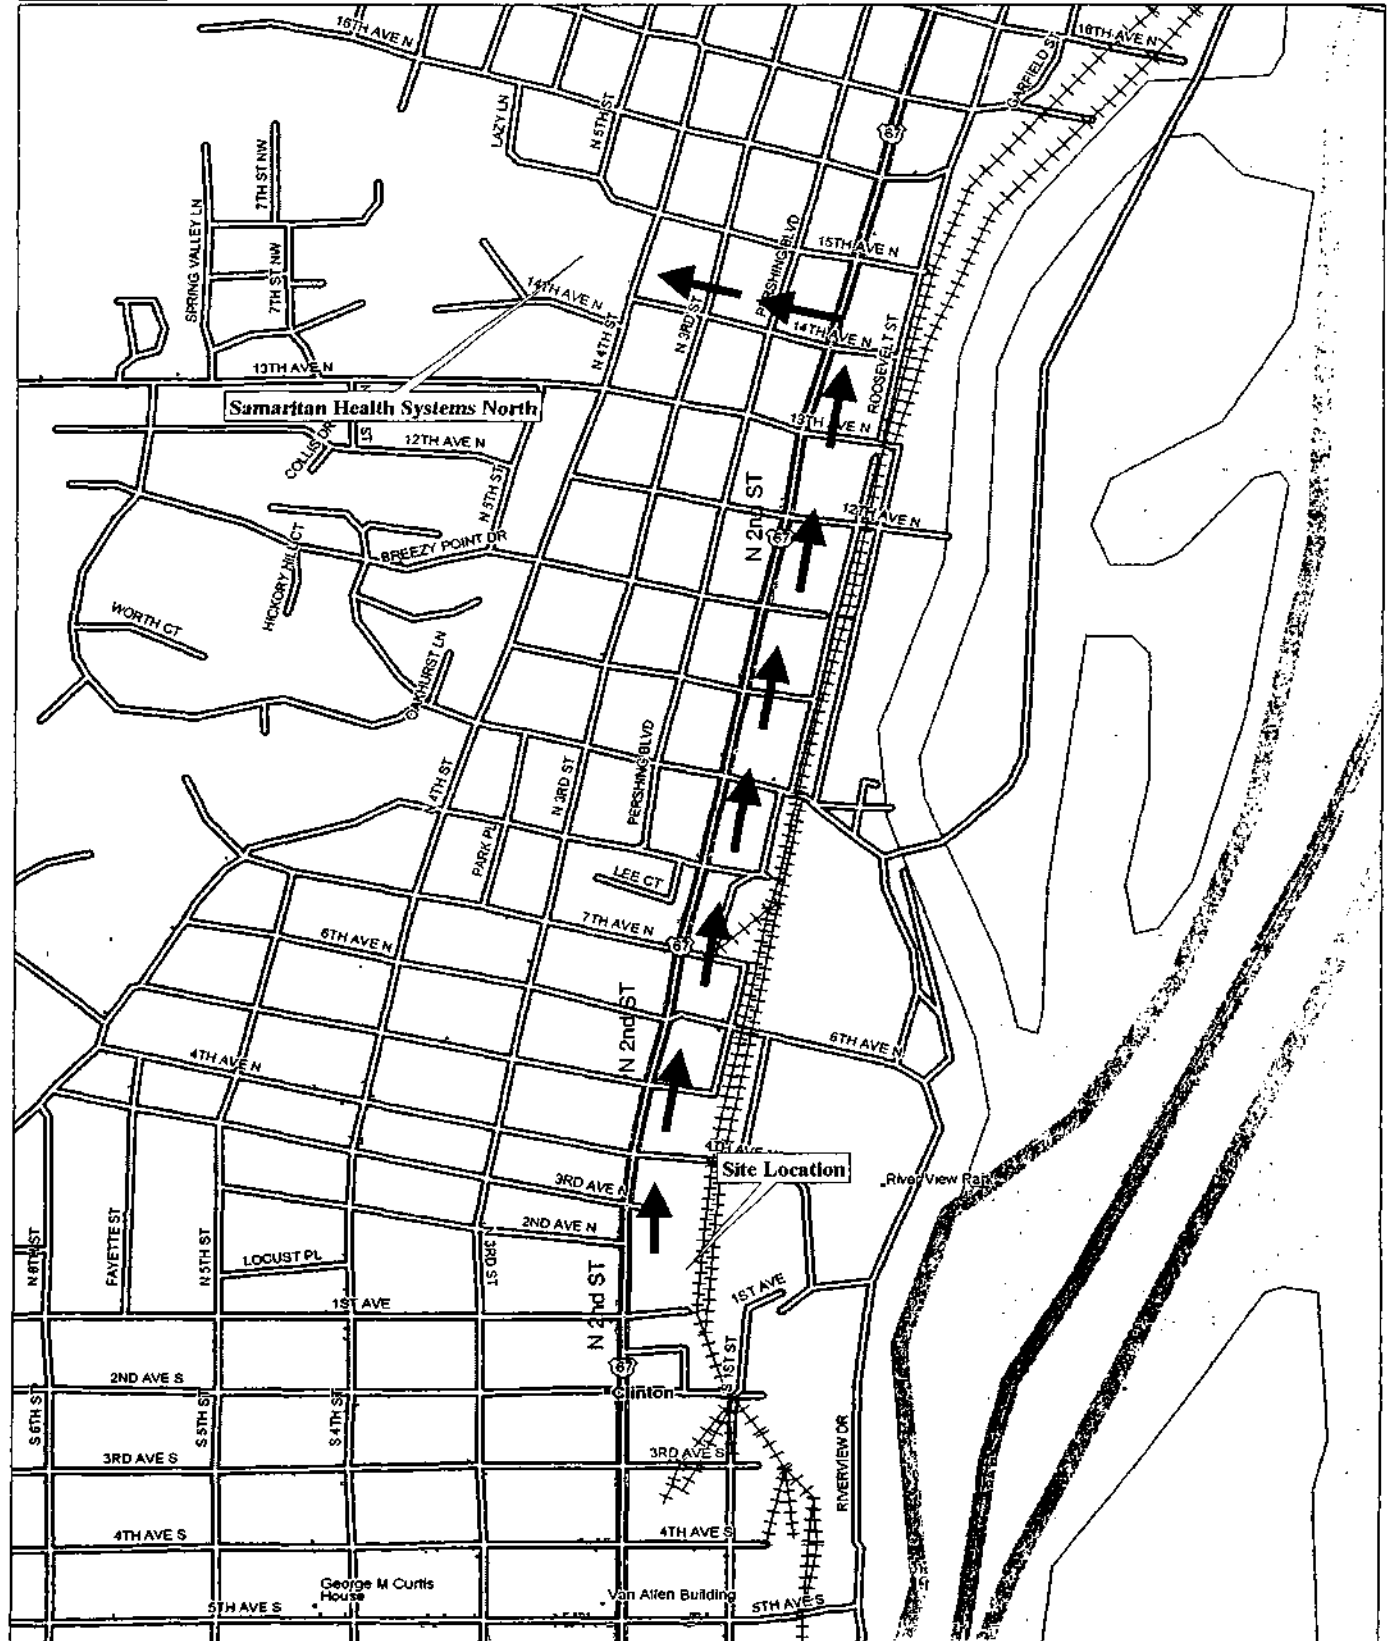 16TH AVE N
16TH AVE N
GARFIELD ST
LAZY LN
N 5TH ST
67
7TH ST NW
SPRING VALLEY LN
7TH ST NW
PERSHING BLVD
15TH AVE N
14TH AVE N
N 4TH ST
N 3RD ST
14TH AVE N
ROOSEVELT ST
13TH AVE N
Samaritan Health Systems North
13TH AVE N
COLLIS DR
12TH AVE N
N 5TH ST
N 2nd ST
67
12TH AVE N
HICKORY HILL CT
BREEZY POINT DR
WORTH CT
OAKHURST LN
N 4TH ST
N 3RD ST
PERSHING BLVD
PARK PL
LEE CT
7TH AVE N
67
6TH AVE N
N 2nd ST
6TH AVE N
4TH AVE N
4TH AVE N
Site Location
River View Park
3RD AVE N
2ND AVE N
N 6TH ST
FAYETTE ST
N 5TH ST
LOCUST PL
3RD ST
N 2nd ST
1ST AVE
1ST AVE
67
S 1ST ST
2ND AVE S
Clinton
S 6TH ST
S 5TH ST
S 4TH ST
3RD AVE S
3RD AVE S
RIVERVIEW DR
4TH AVE S
4TH AVE S
George M Curtis
House
Van Allen Building
5TH AVE S
5TH AVE S